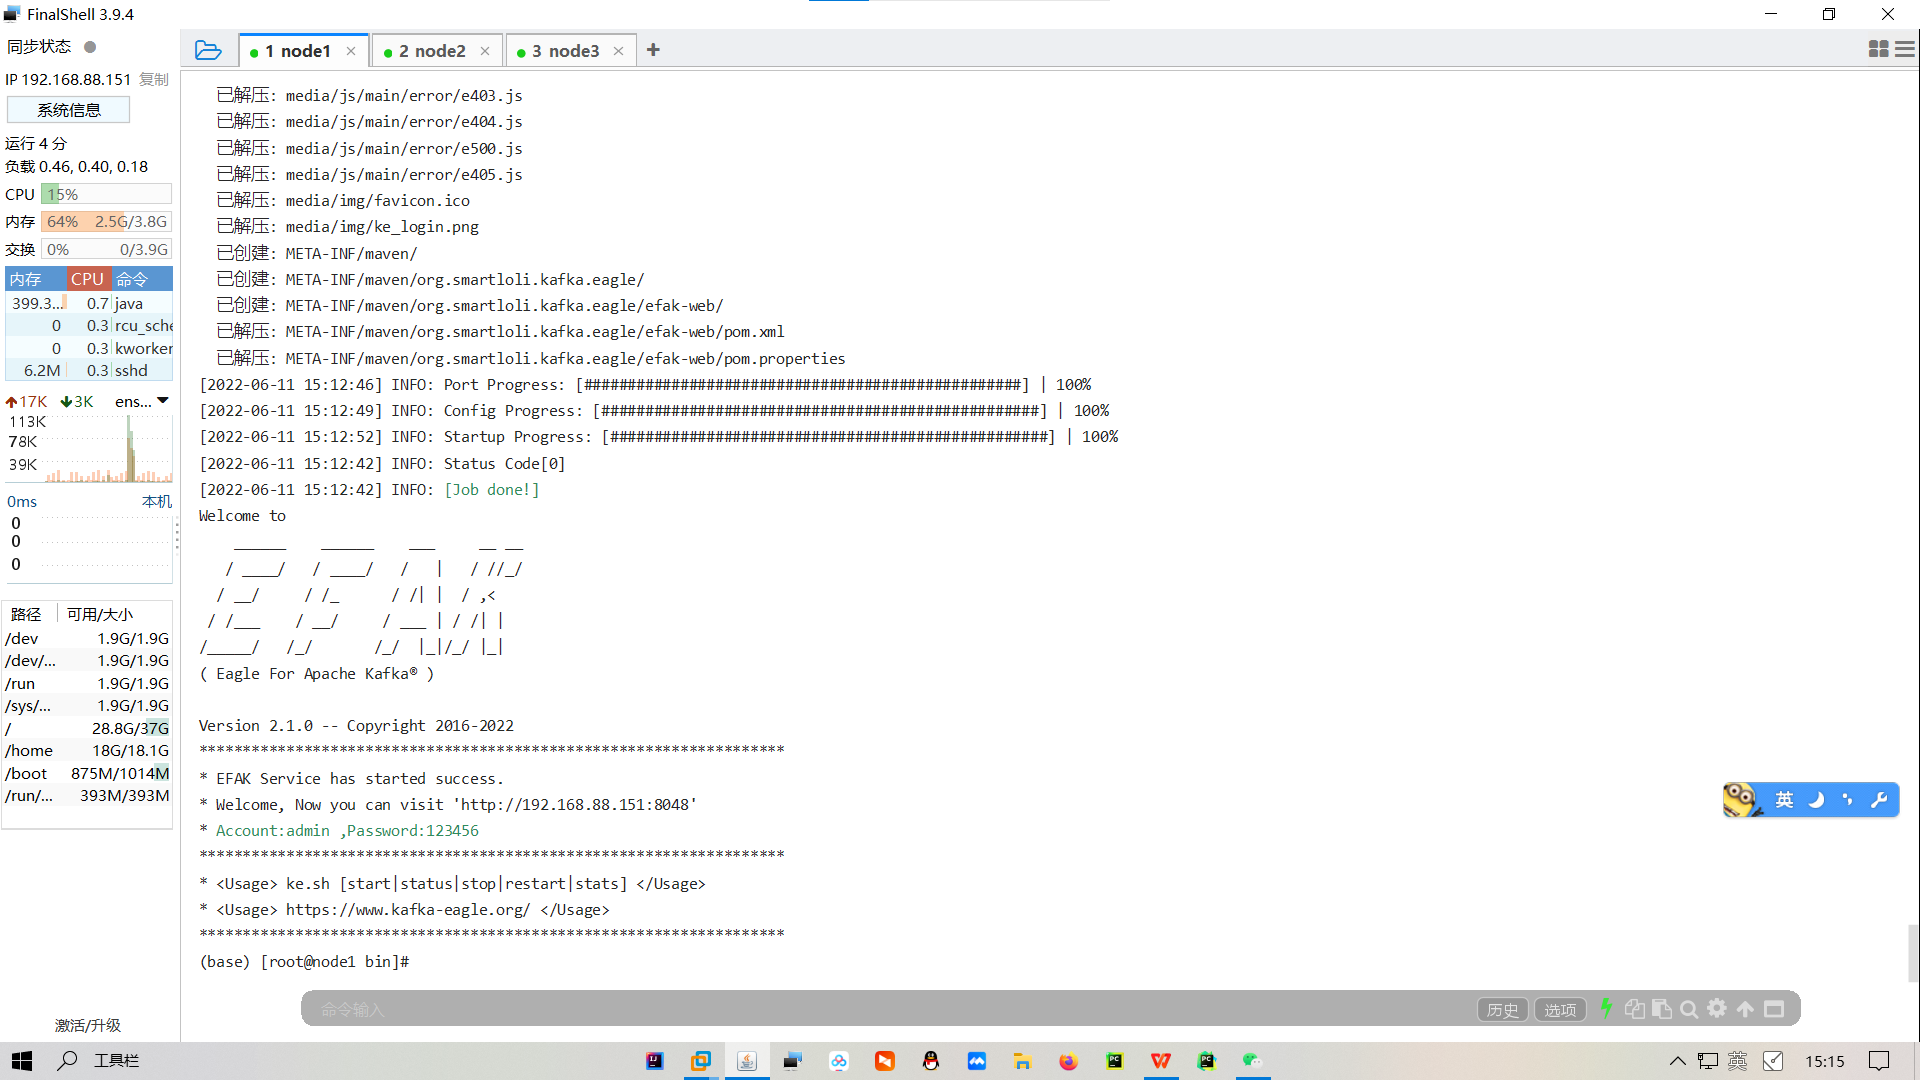 FinalShell 3.9.4
同步状态
IP 192.168.88.151 复制
系统信息
运行 4 分
负载 0.46, 0.40, 0.18
CPU 15%
内存 64% 2.5G/3.8G
交换 0% 0/3.9G
内存 CPU 命令
399.3... 0.7 java
0 0.3 rcu_sche
0 0.3 kworker
6.2M 0.3 sshd
17K 3K ens...
113K
78K
39K
0ms 本机
0
0
0
路径 可用/大小
/dev 1.9G/1.9G
/dev/... 1.9G/1.9G
/run 1.9G/1.9G
/sys/... 1.9G/1.9G
/ 28.8G/37G
/home 18G/18.1G
/boot 875M/1014M
/run/... 393M/393M
激活/升级
1 node1 2 node2 3 node3
已解压: media/js/main/error/e403.js
已解压: media/js/main/error/e404.js
已解压: media/js/main/error/e500.js
已解压: media/js/main/error/e405.js
已解压: media/img/favicon.ico
已解压: media/img/ke_login.png
已创建: META-INF/maven/
已创建: META-INF/maven/org.smartloli.kafka.eagle/
已创建: META-INF/maven/org.smartloli.kafka.eagle/efak-web/
已解压: META-INF/maven/org.smartloli.kafka.eagle/efak-web/pom.xml
已解压: META-INF/maven/org.smartloli.kafka.eagle/efak-web/pom.properties
[2022-06-11 15:12:46] INFO: Port Progress: [##################################################] | 100%
[2022-06-11 15:12:49] INFO: Config Progress: [##################################################] | 100%
[2022-06-11 15:12:52] INFO: Startup Progress: [##################################################] | 100%
[2022-06-11 15:12:42] INFO: Status Code[0]
[2022-06-11 15:12:42] INFO: [Job done!]
Welcome to
EFAK
( Eagle For Apache Kafka® )
Version 2.1.0 -- Copyright 2016-2022
*******************************************************************
* EFAK Service has started success.
* Welcome, Now you can visit 'http://192.168.88.151:8048'
* Account:admin ,Password:123456
*******************************************************************
* <Usage> ke.sh [start|status|stop|restart|stats] </Usage>
* <Usage> https://www.kafka-eagle.org/ </Usage>
*******************************************************************
(base) [root@node1 bin]#
命令输入 历史 选项
英
工具栏 英 15:15